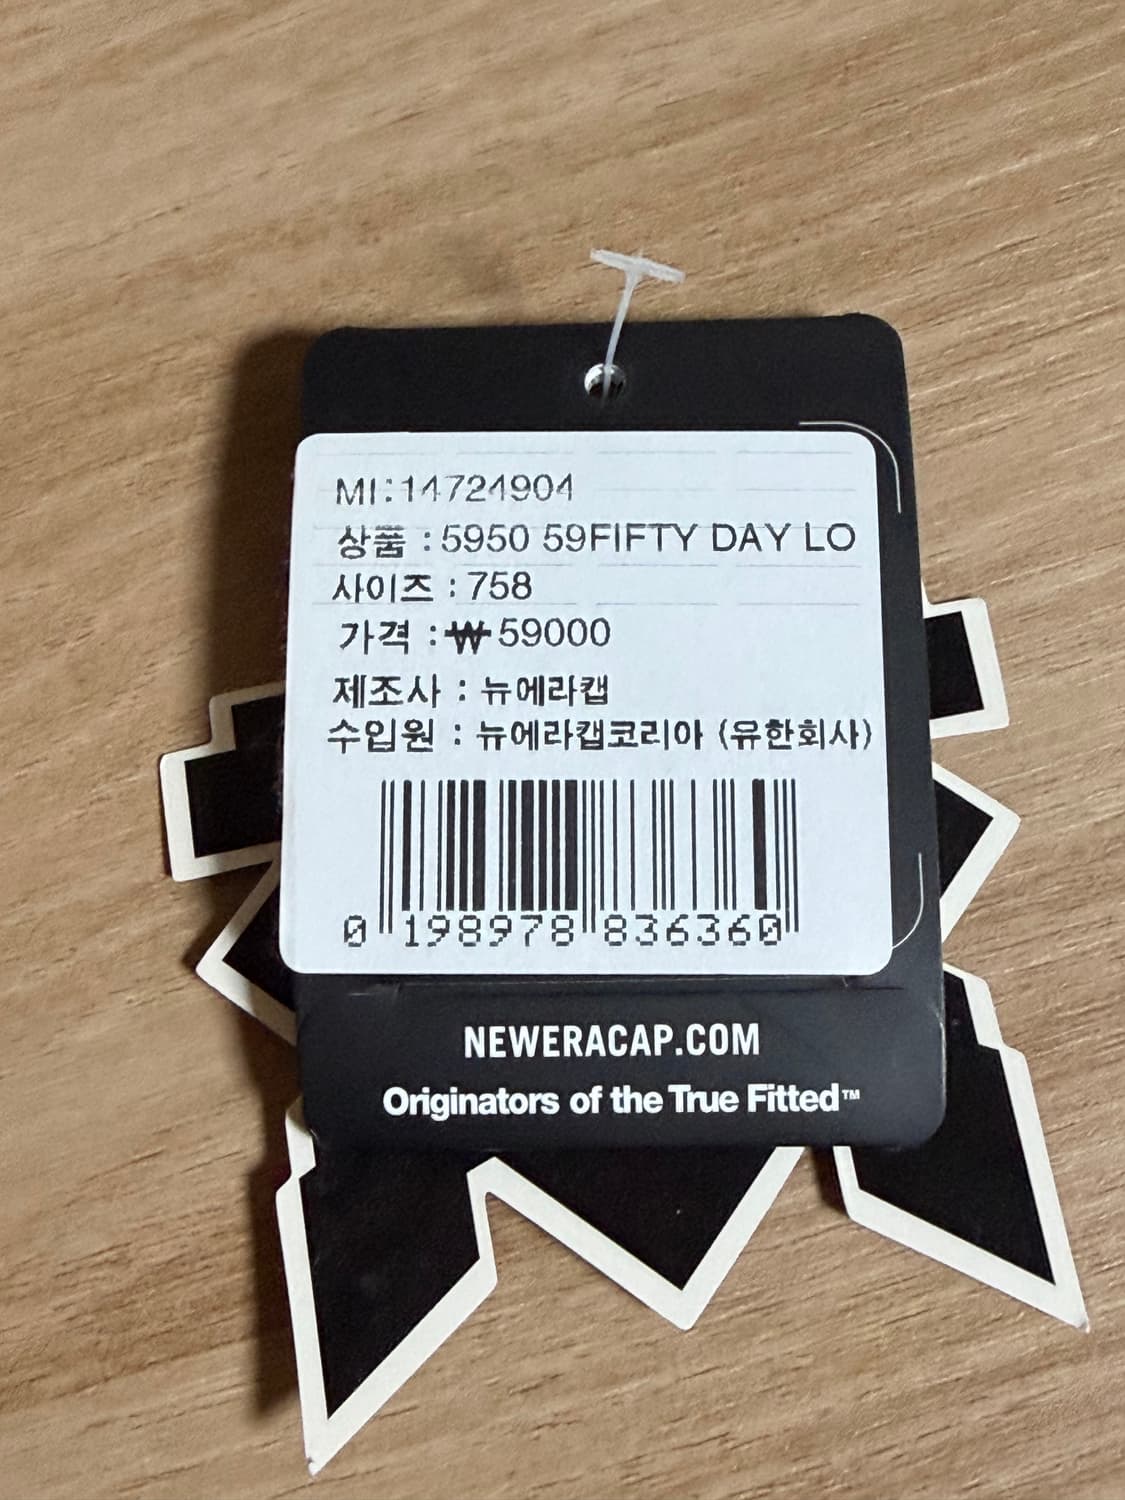 MI:14724904
상품 : 5950 59FIFTY DAY LO
사이즈 : 758
가격 : ₩ 59000
제조사 : 뉴에라캡
수입원 : 뉴에라캡코리아 (유한회사)
0 198978 836360
NEWERACAP.COM
Originators of the True Fitted™